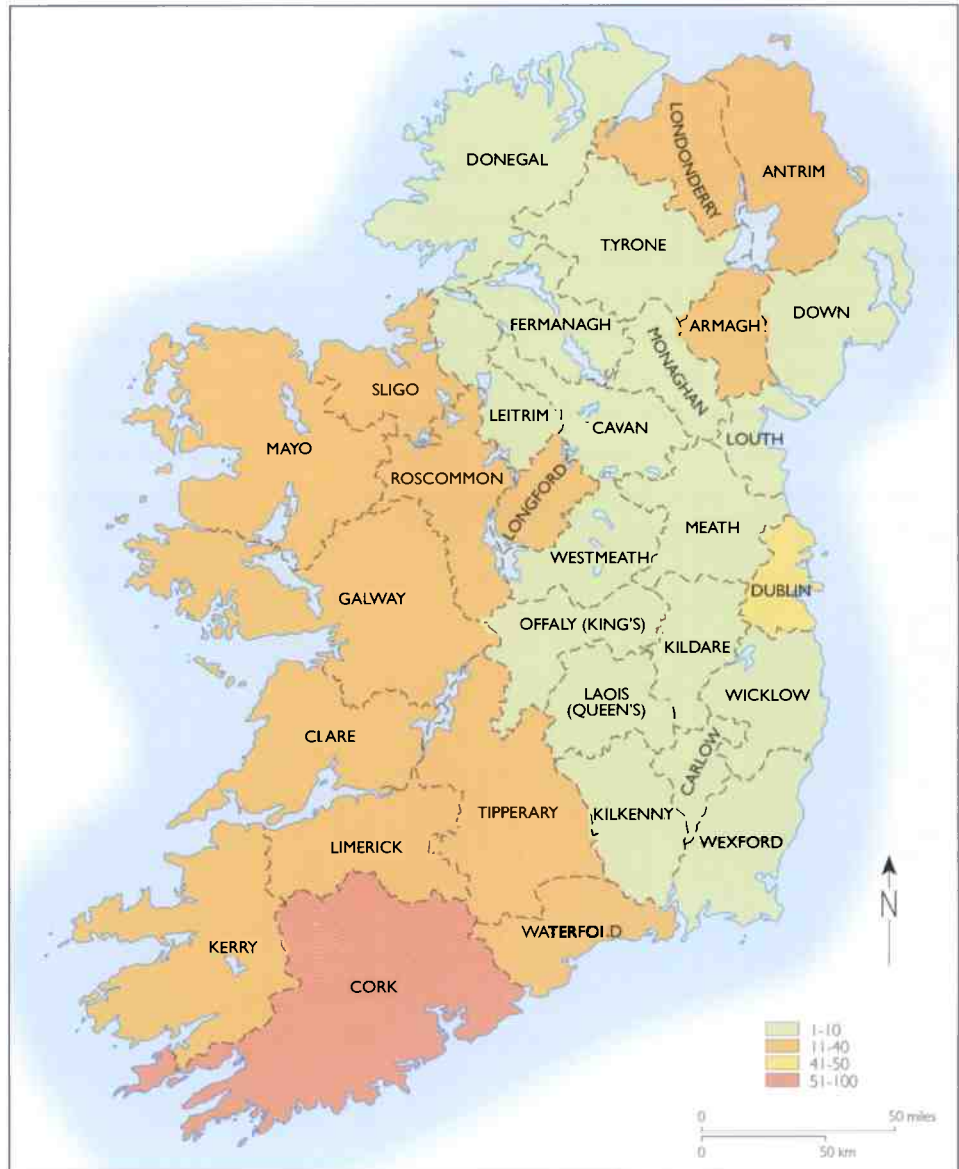 LONDONDERRY
ANTRIM
DONEGAL
TYRONE
DOWN
ARMAGH
FERMANAGH
MONAGHAN
SLIGO
LEITRIM
CAVAN
LOUTH
MAYO
ROSCOMMON
LONGFORD
MEATH
WESTMEATH
DUBLIN
GALWAY
OFFALY (KING'S)
KILDARE
LAOIS
(QUEEN'S)
WICKLOW
CLARE
CARLOW
TIPPERARY
KILKENNY
WEXFORD
LIMERICK
N
KERRY
CORK
1-10
11-40
41-50
51-100
0 50 miles
0 50 km